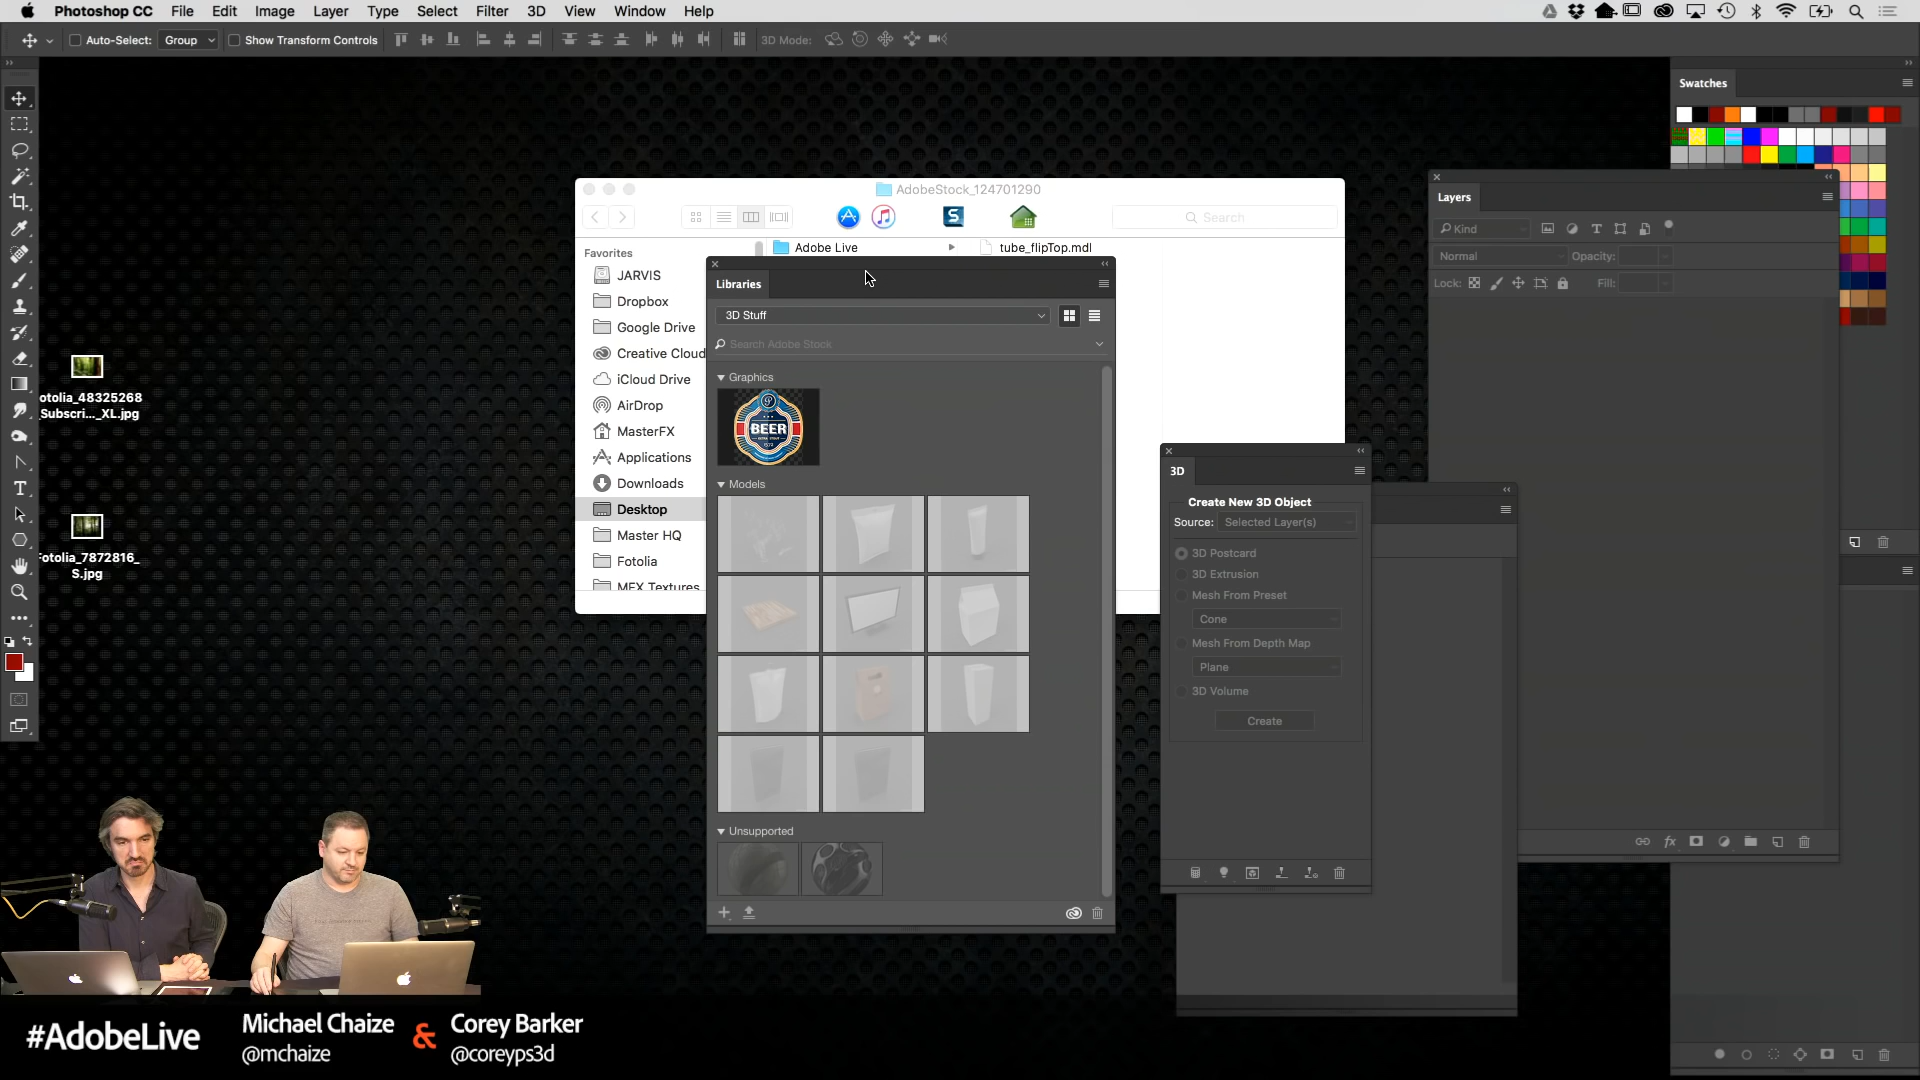 Photoshop CC File Edit Image Layer Type Select Filter 3D View Window Help
Auto-Select: Group Show Transform Controls 3D Mode:
Swatches
AdobeStock_124701290
Search
Favorites
JARVIS
Dropbox
Google Drive
Creative Cloud
iCloud Drive
AirDrop
MasterFX
Applications
Downloads
Desktop
Master HQ
Fotolia
MFX Textures
Adobe Live
tube_flipTop.mdl
Libraries
3D Stuff
Search Adobe Stock
Graphics
BEER
Models
Unsupported
3D
Create New 3D Object
Source: Selected Layer(s)
3D Postcard
3D Extrusion
Mesh From Preset
Cone
Mesh From Depth Map
Plane
3D Volume
Create
Layers
Kind
Normal Opacity:
Lock: Fill:
otolia_48325268
_Subscri..._XL.jpg
Fotolia_7872816_
S.jpg
#AdobeLive
Michael Chaize & Corey Barker
@mchaize @coreyps3d